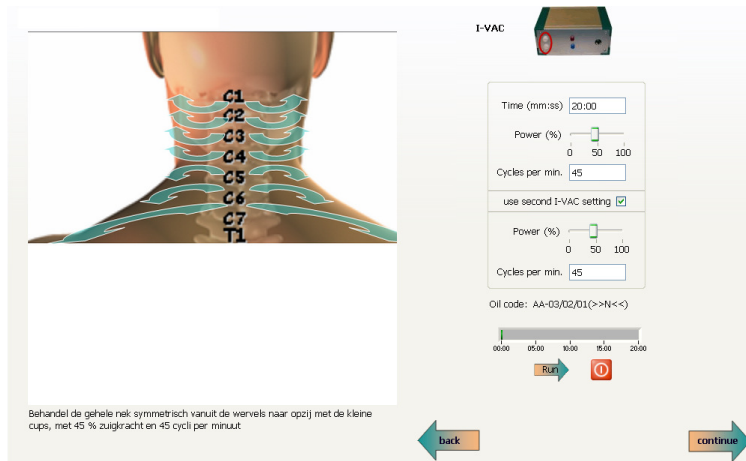 I-VAC
C1
C2
C3
C4
C5
C6
C7
T1
Time (mm:ss) 20:00
Power (%)
0 50 100
Cycles per min. 45
use second I-VAC setting
Power (%)
0 50 100
Cycles per min. 45
Oil code: AA-03/02/01(>>N<<)
00:00 05:00 10:00 15:00 20:00
Run
Behandel de gehele nek symmetrisch vanuit de wervels naar opzij met de kleine
cups, met 45 % zuigkracht en 45 cycli per minuut
back
continue